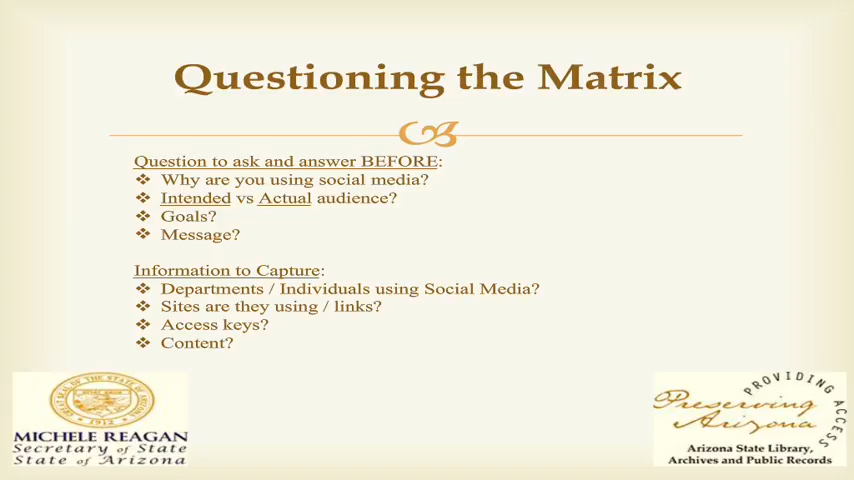 Questioning the Matrix
Question to ask and answer BEFORE:
❖ Why are you using social media?
❖ Intended vs Actual audience?
❖ Goals?
❖ Message?
Information to Capture:
❖ Departments / Individuals using Social Media?
❖ Sites are they using / links?
❖ Access keys?
❖ Content?
1912
MICHELE REAGAN
Secretary of State
State of Arizona
PROVIDING ACCESS
Preserving
Arizona
Arizona State Library,
Archives and Public Records